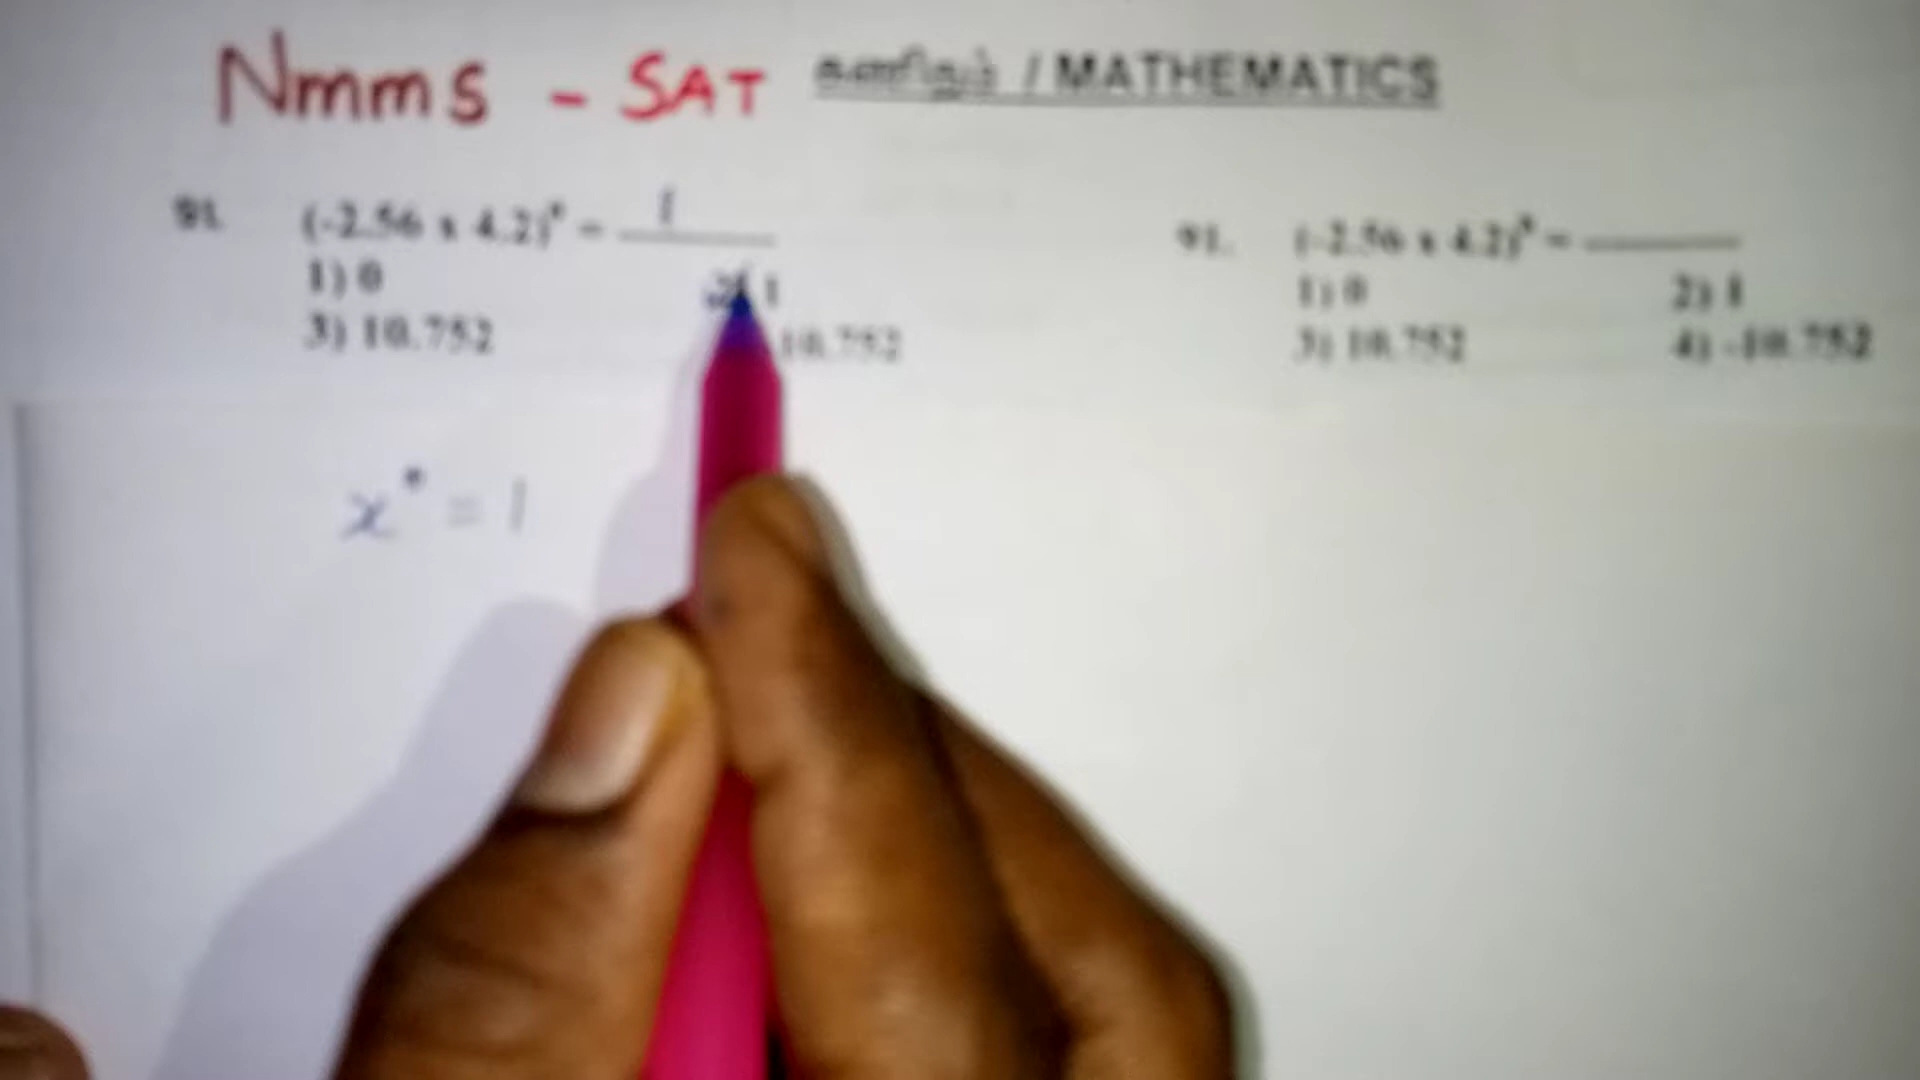 Nmms - SAT கணிதம் / MATHEMATICS
91. (-2.56 x 4.2)⁰ = 1
1) 0 2) 1
3) 10.752 10.752
91. (-2.56 x 4.2)⁰ = ______
1) 0 2) 1
3) 10.752 4) -10.752
x⁰ = 1